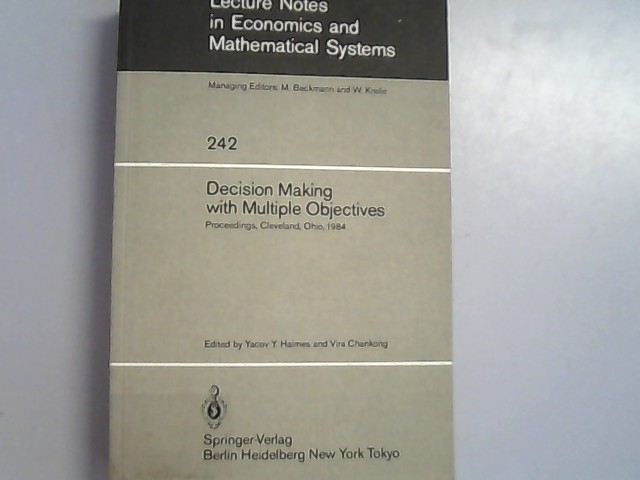 Lecture Notes
in Economics and
Mathematical Systems
Managing Editors: M. Beckmann and W. Krelle
242
Decision Making
with Multiple Objectives
Proceedings, Cleveland, Ohio, 1984
Edited by Yacov Y. Haimes and Vira Chankong
Springer-Verlag
Berlin Heidelberg New York Tokyo